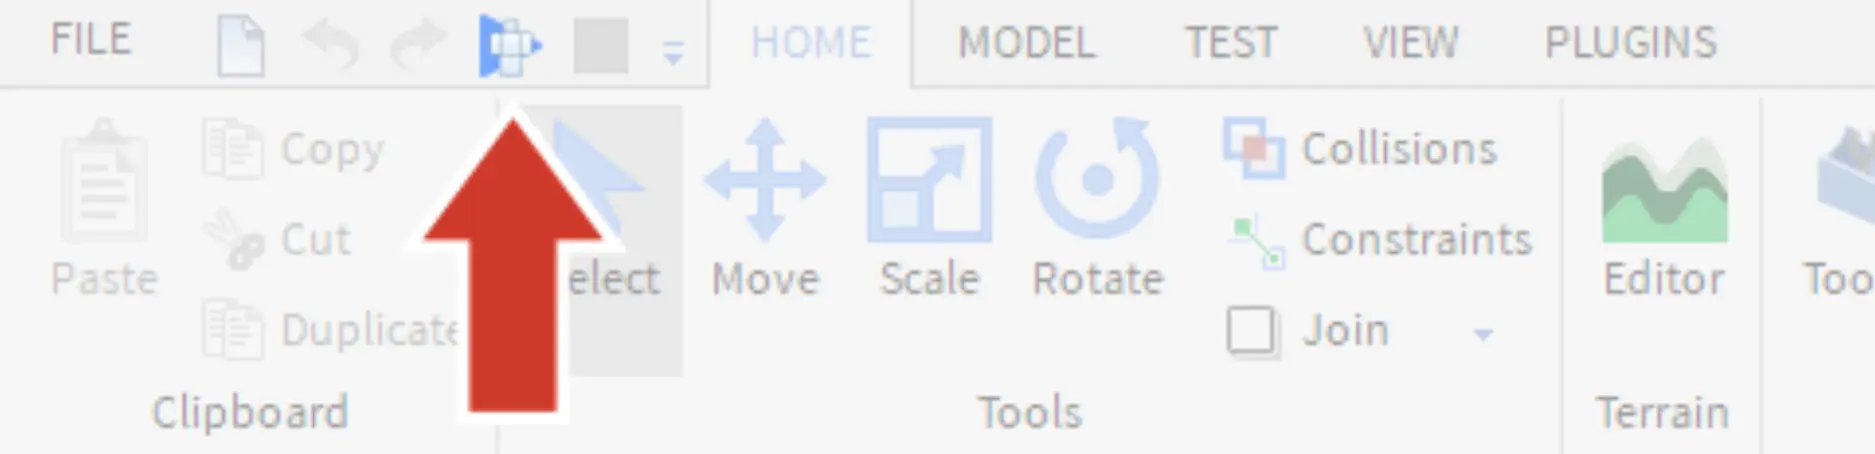 FILE HOME MODEL TEST VIEW PLUGINS
Copy Collisions
Cut Constraints
Paste elect Move Scale Rotate Editor Too
Duplicate Join
Clipboard Tools Terrain